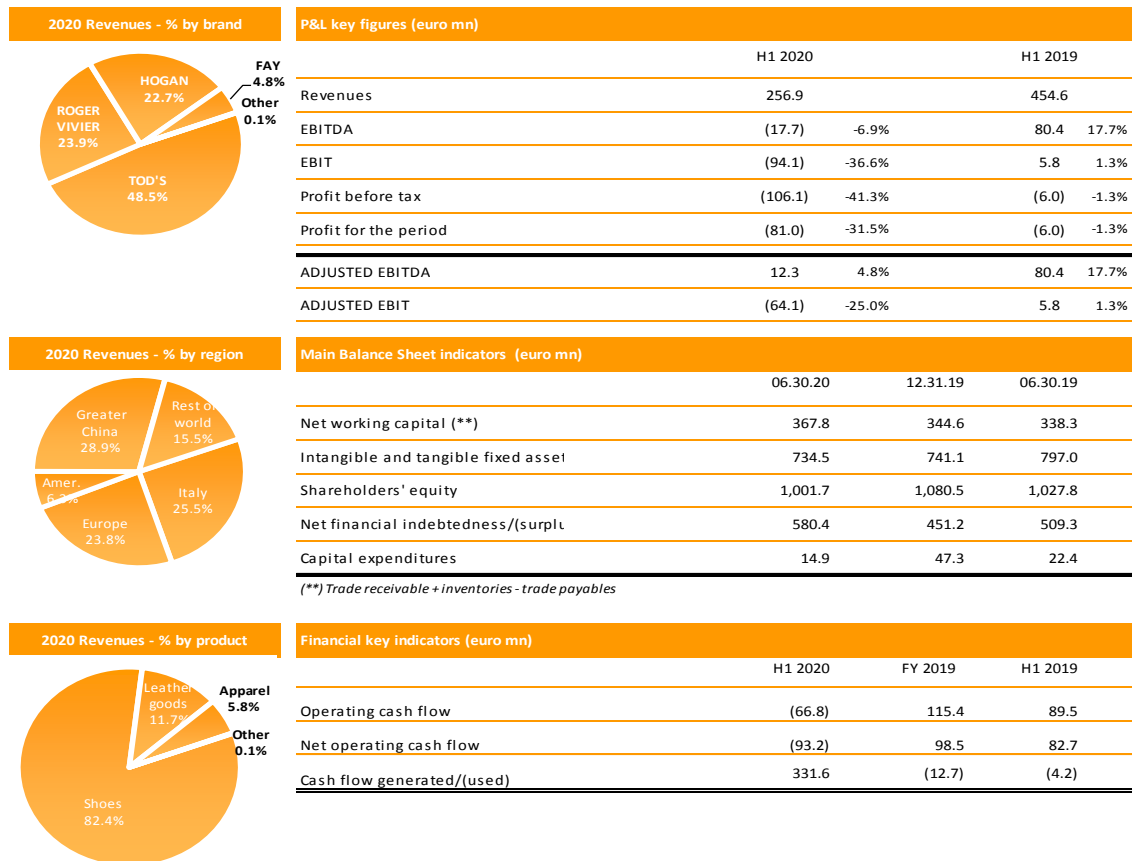 2020 Revenues - % by brand
HOGAN
22.7%
FAY
4.8%
Other
0.1%
ROGER
VIVIER
23.9%
TOD'S
48.5%
P&L key figures (euro mn)
H1 2020 H1 2019
Revenues 256.9 454.6
EBITDA (17.7) -6.9% 80.4 17.7%
EBIT (94.1) -36.6% 5.8 1.3%
Profit before tax (106.1) -41.3% (6.0) -1.3%
Profit for the period (81.0) -31.5% (6.0) -1.3%
ADJUSTED EBITDA 12.3 4.8% 80.4 17.7%
ADJUSTED EBIT (64.1) -25.0% 5.8 1.3%
2020 Revenues - % by region
Greater
China
28.9%
Rest of
world
15.5%
Amer.
Italy
25.5%
Europe
23.8%
Main Balance Sheet indicators (euro mn)
06.30.20 12.31.19 06.30.19
Net working capital (**) 367.8 344.6 338.3
Intangible and tangible fixed asset 734.5 741.1 797.0
Shareholders' equity 1,001.7 1,080.5 1,027.8
Net financial indebtedness/(surplu 580.4 451.2 509.3
Capital expenditures 14.9 47.3 22.4
(**) Trade receivable + inventories - trade payables
2020 Revenues - % by product
Leather
goods
11.7%
Apparel
5.8%
Other
0.1%
Shoes
82.4%
Financial key indicators (euro mn)
H1 2020 FY 2019 H1 2019
Operating cash flow (66.8) 115.4 89.5
Net operating cash flow (93.2) 98.5 82.7
Cash flow generated/(used) 331.6 (12.7) (4.2)